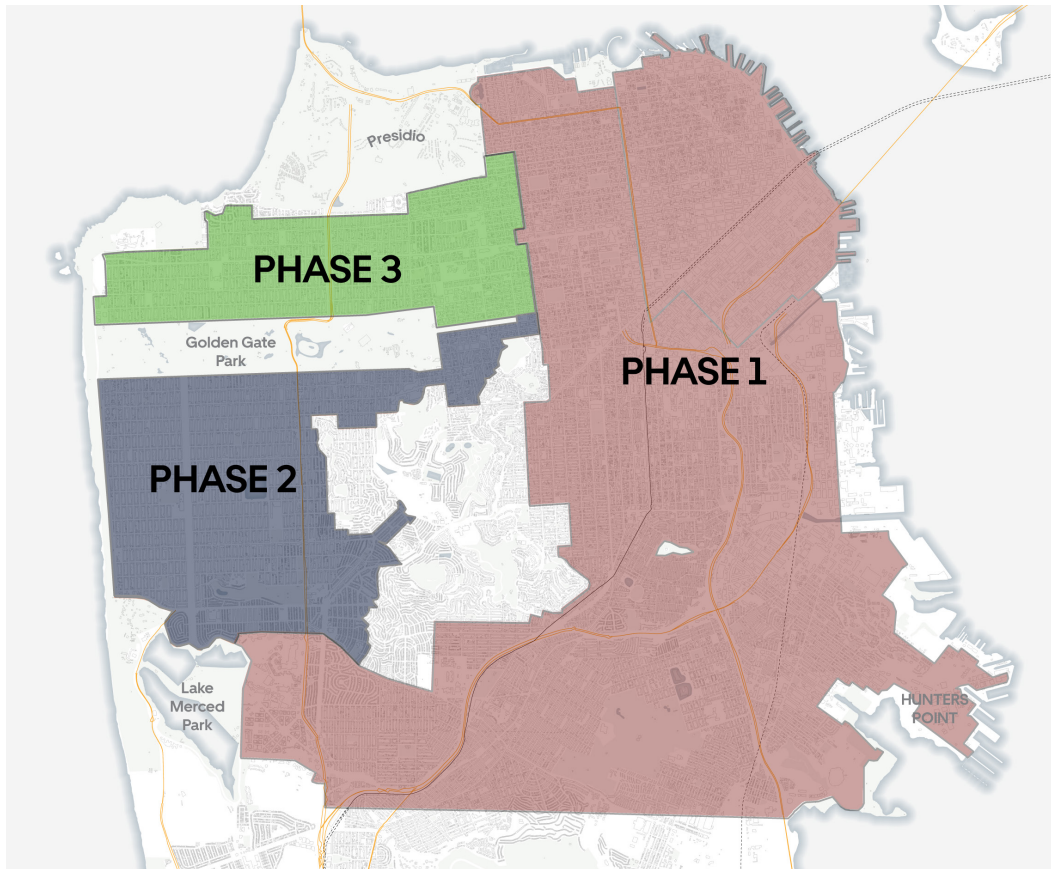 Presidio
PHASE 3
Golden Gate
Park
PHASE 1
PHASE 2
Lake
Merced
Park
HUNTERS
POINT